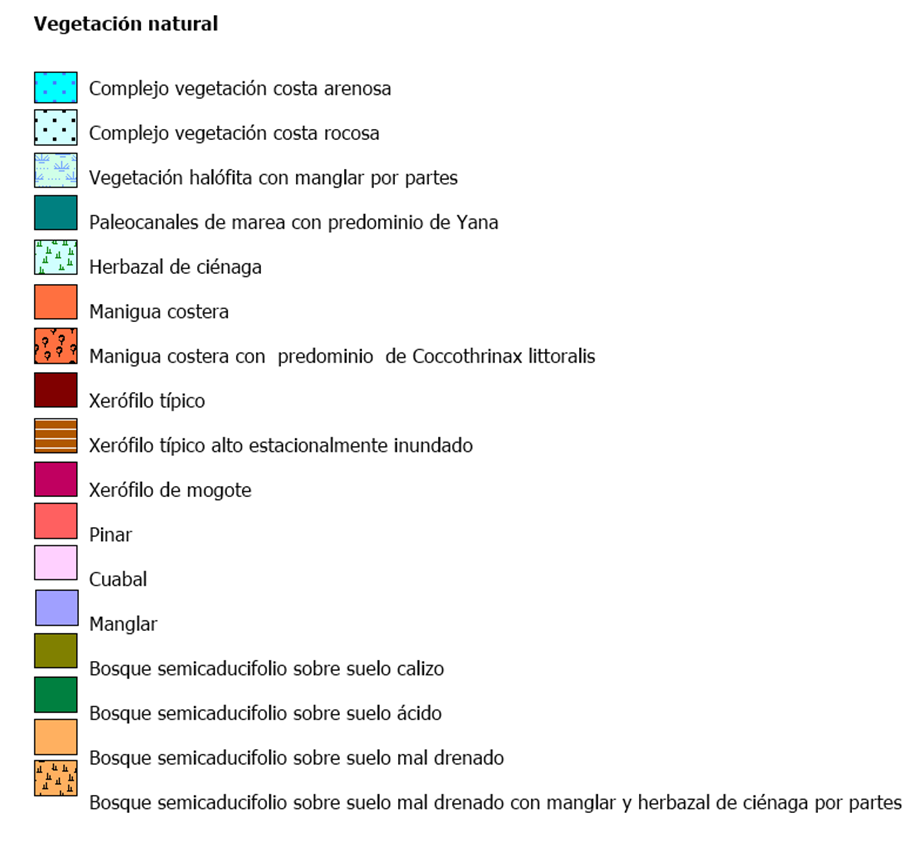 Vegetación natural
Complejo vegetación costa arenosa
Complejo vegetación costa rocosa
Vegetación halófita con manglar por partes
Paleocanales de marea con predominio de Yana
Herbazal de ciénaga
Manigua costera
Manigua costera con  predominio  de Coccothrinax littoralis
Xerófilo típico
Xerófilo típico alto estacionalmente inundado
Xerófilo de mogote
Pinar
Cuabal
Manglar
Bosque semicaducifolio sobre suelo calizo
Bosque semicaducifolio sobre suelo ácido
Bosque semicaducifolio sobre suelo mal drenado
Bosque semicaducifolio sobre suelo mal drenado con manglar y herbazal de ciénaga por partes